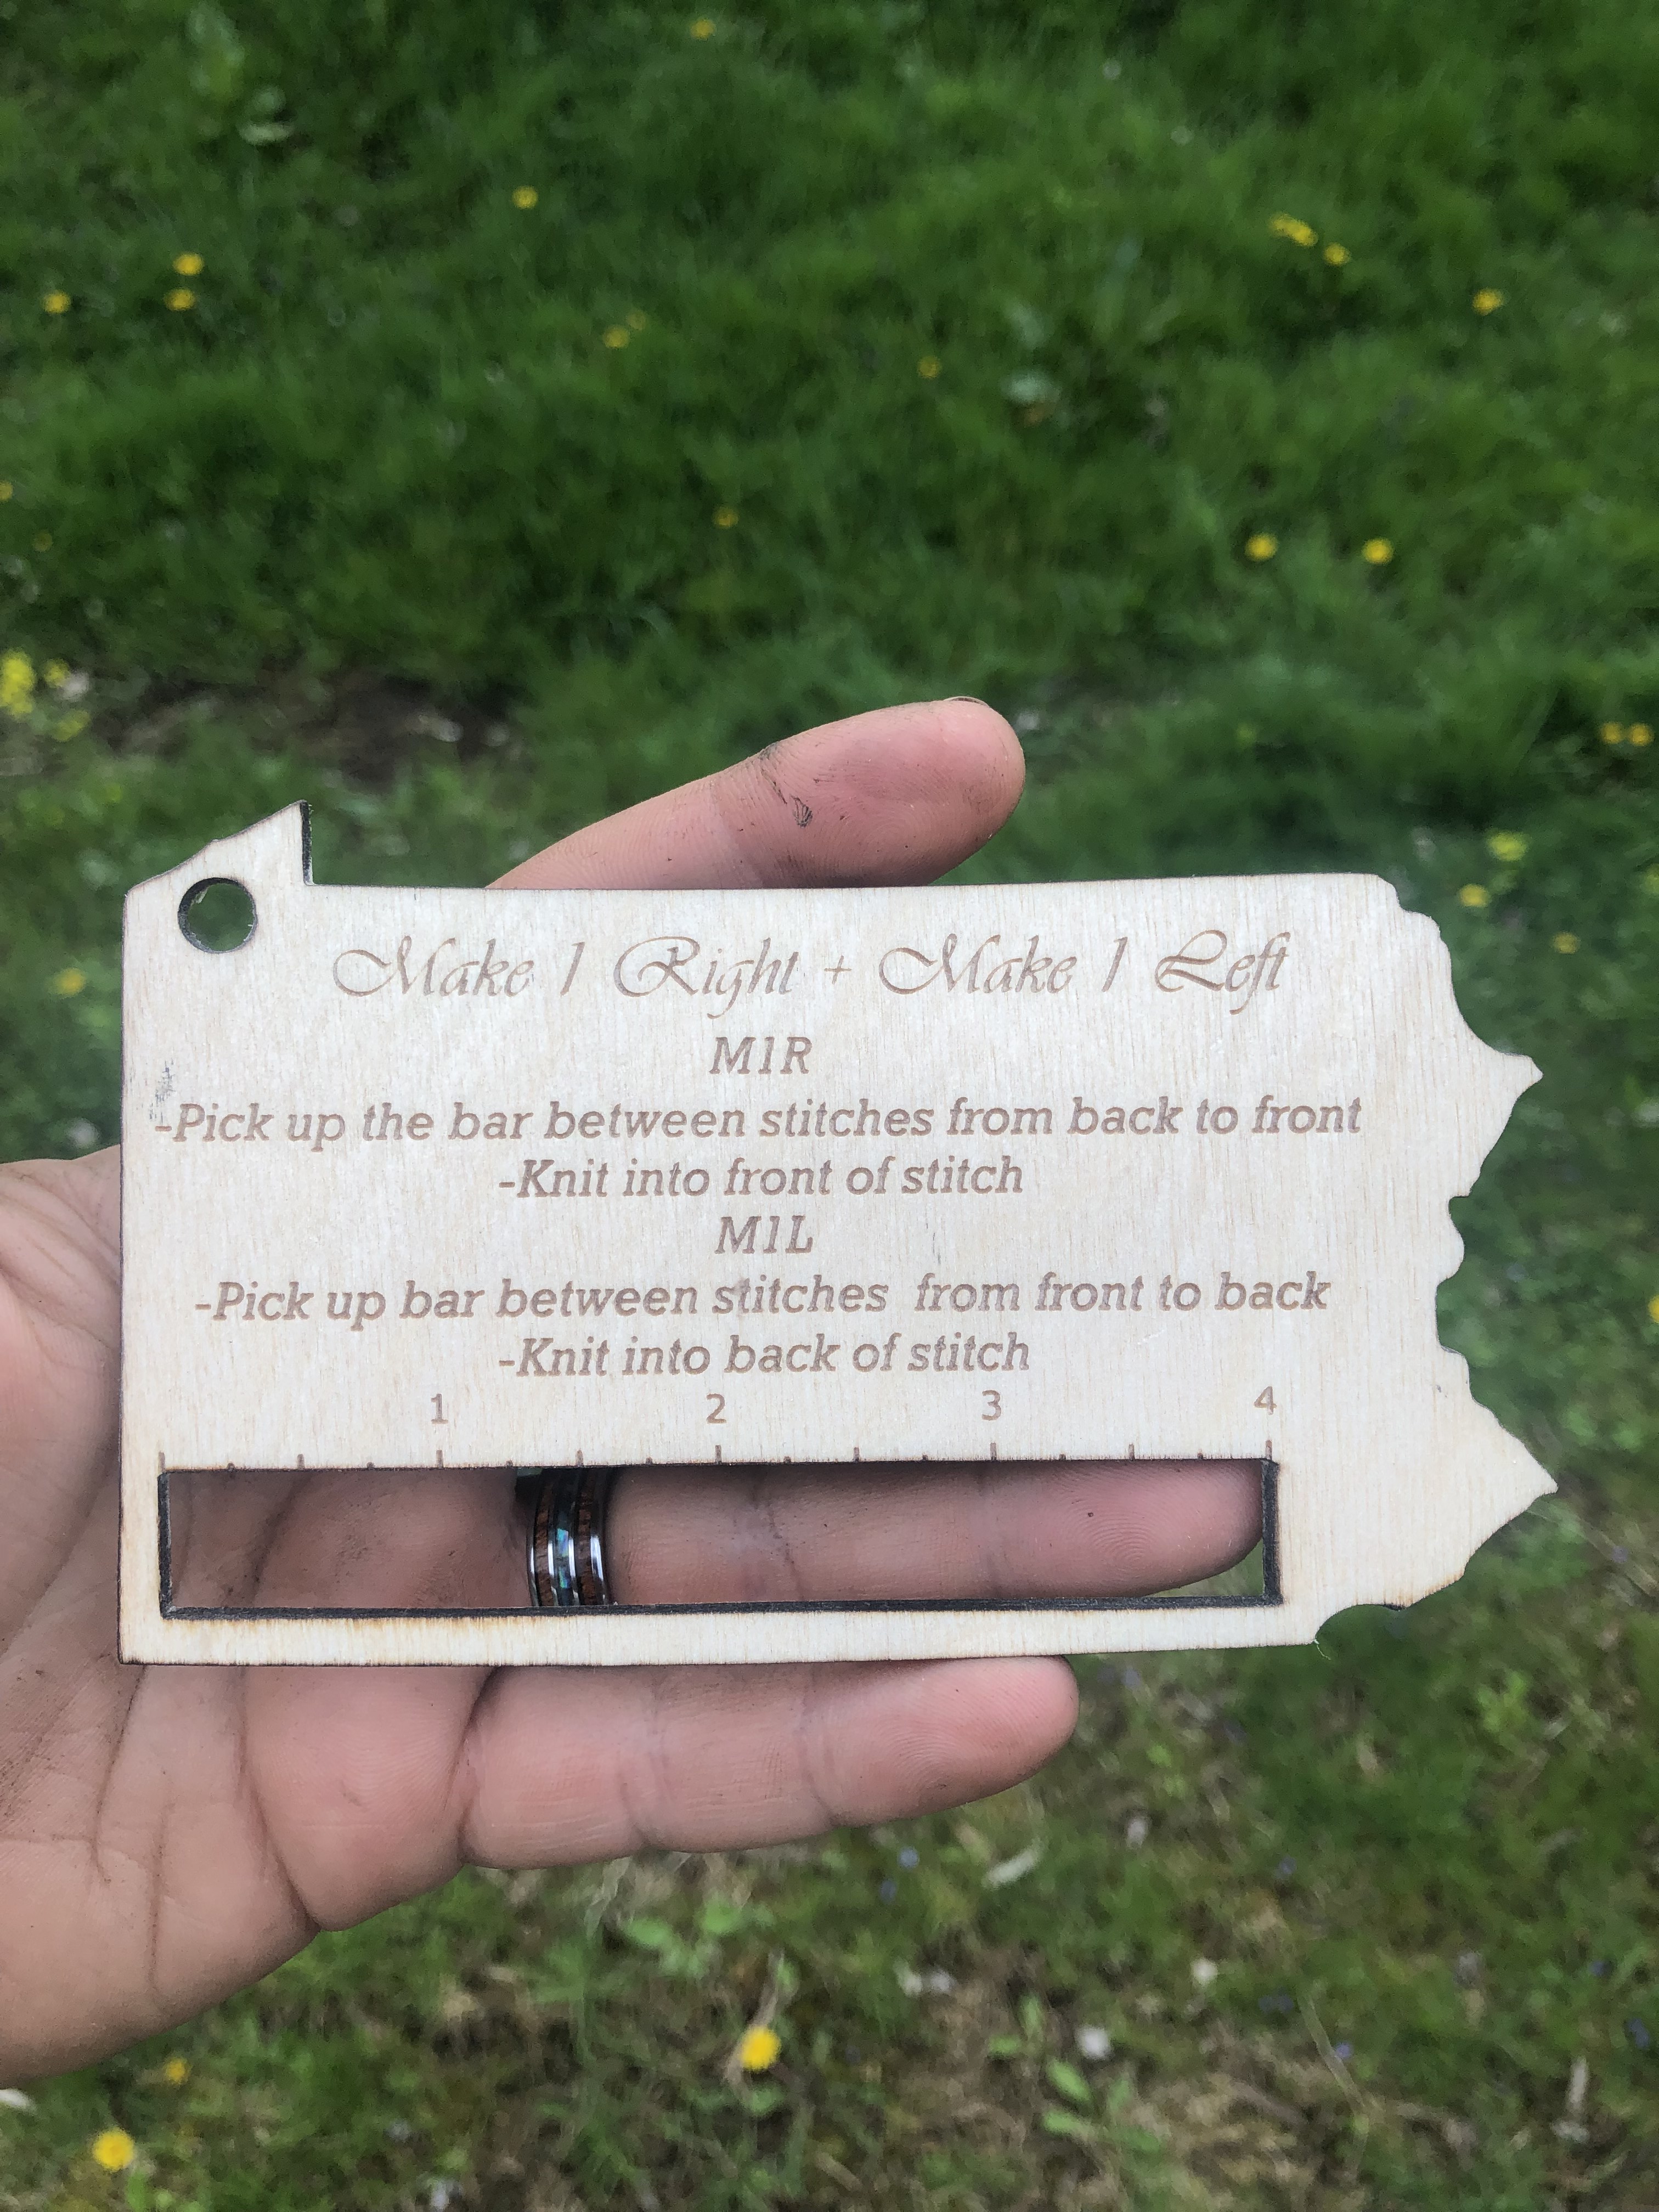 Make 1 Right + Make 1 Left
M1R
-Pick up the bar between stitches from back to front
-Knit into front of stitch
M1L
-Pick up bar between stitches from front to back
-Knit into back of stitch
1 2 3 4